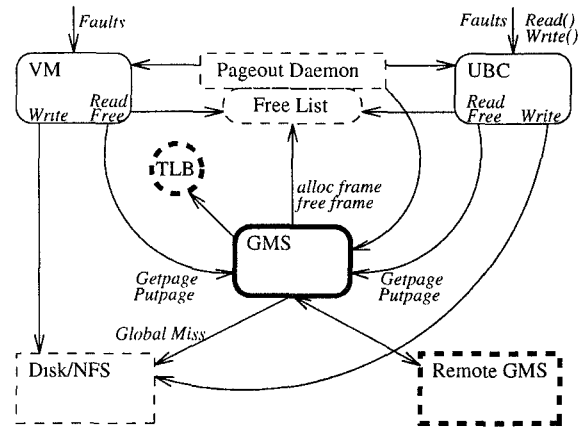 Faults
Faults
Read()
Write()
VM
Pageout Daemon
UBC
Free List
Write
Read
Free
Read
Free
Write
TLB
alloc frame
free frame
GMS
Getpage
Putpage
Getpage
Putpage
Global Miss
Disk/NFS
Remote GMS